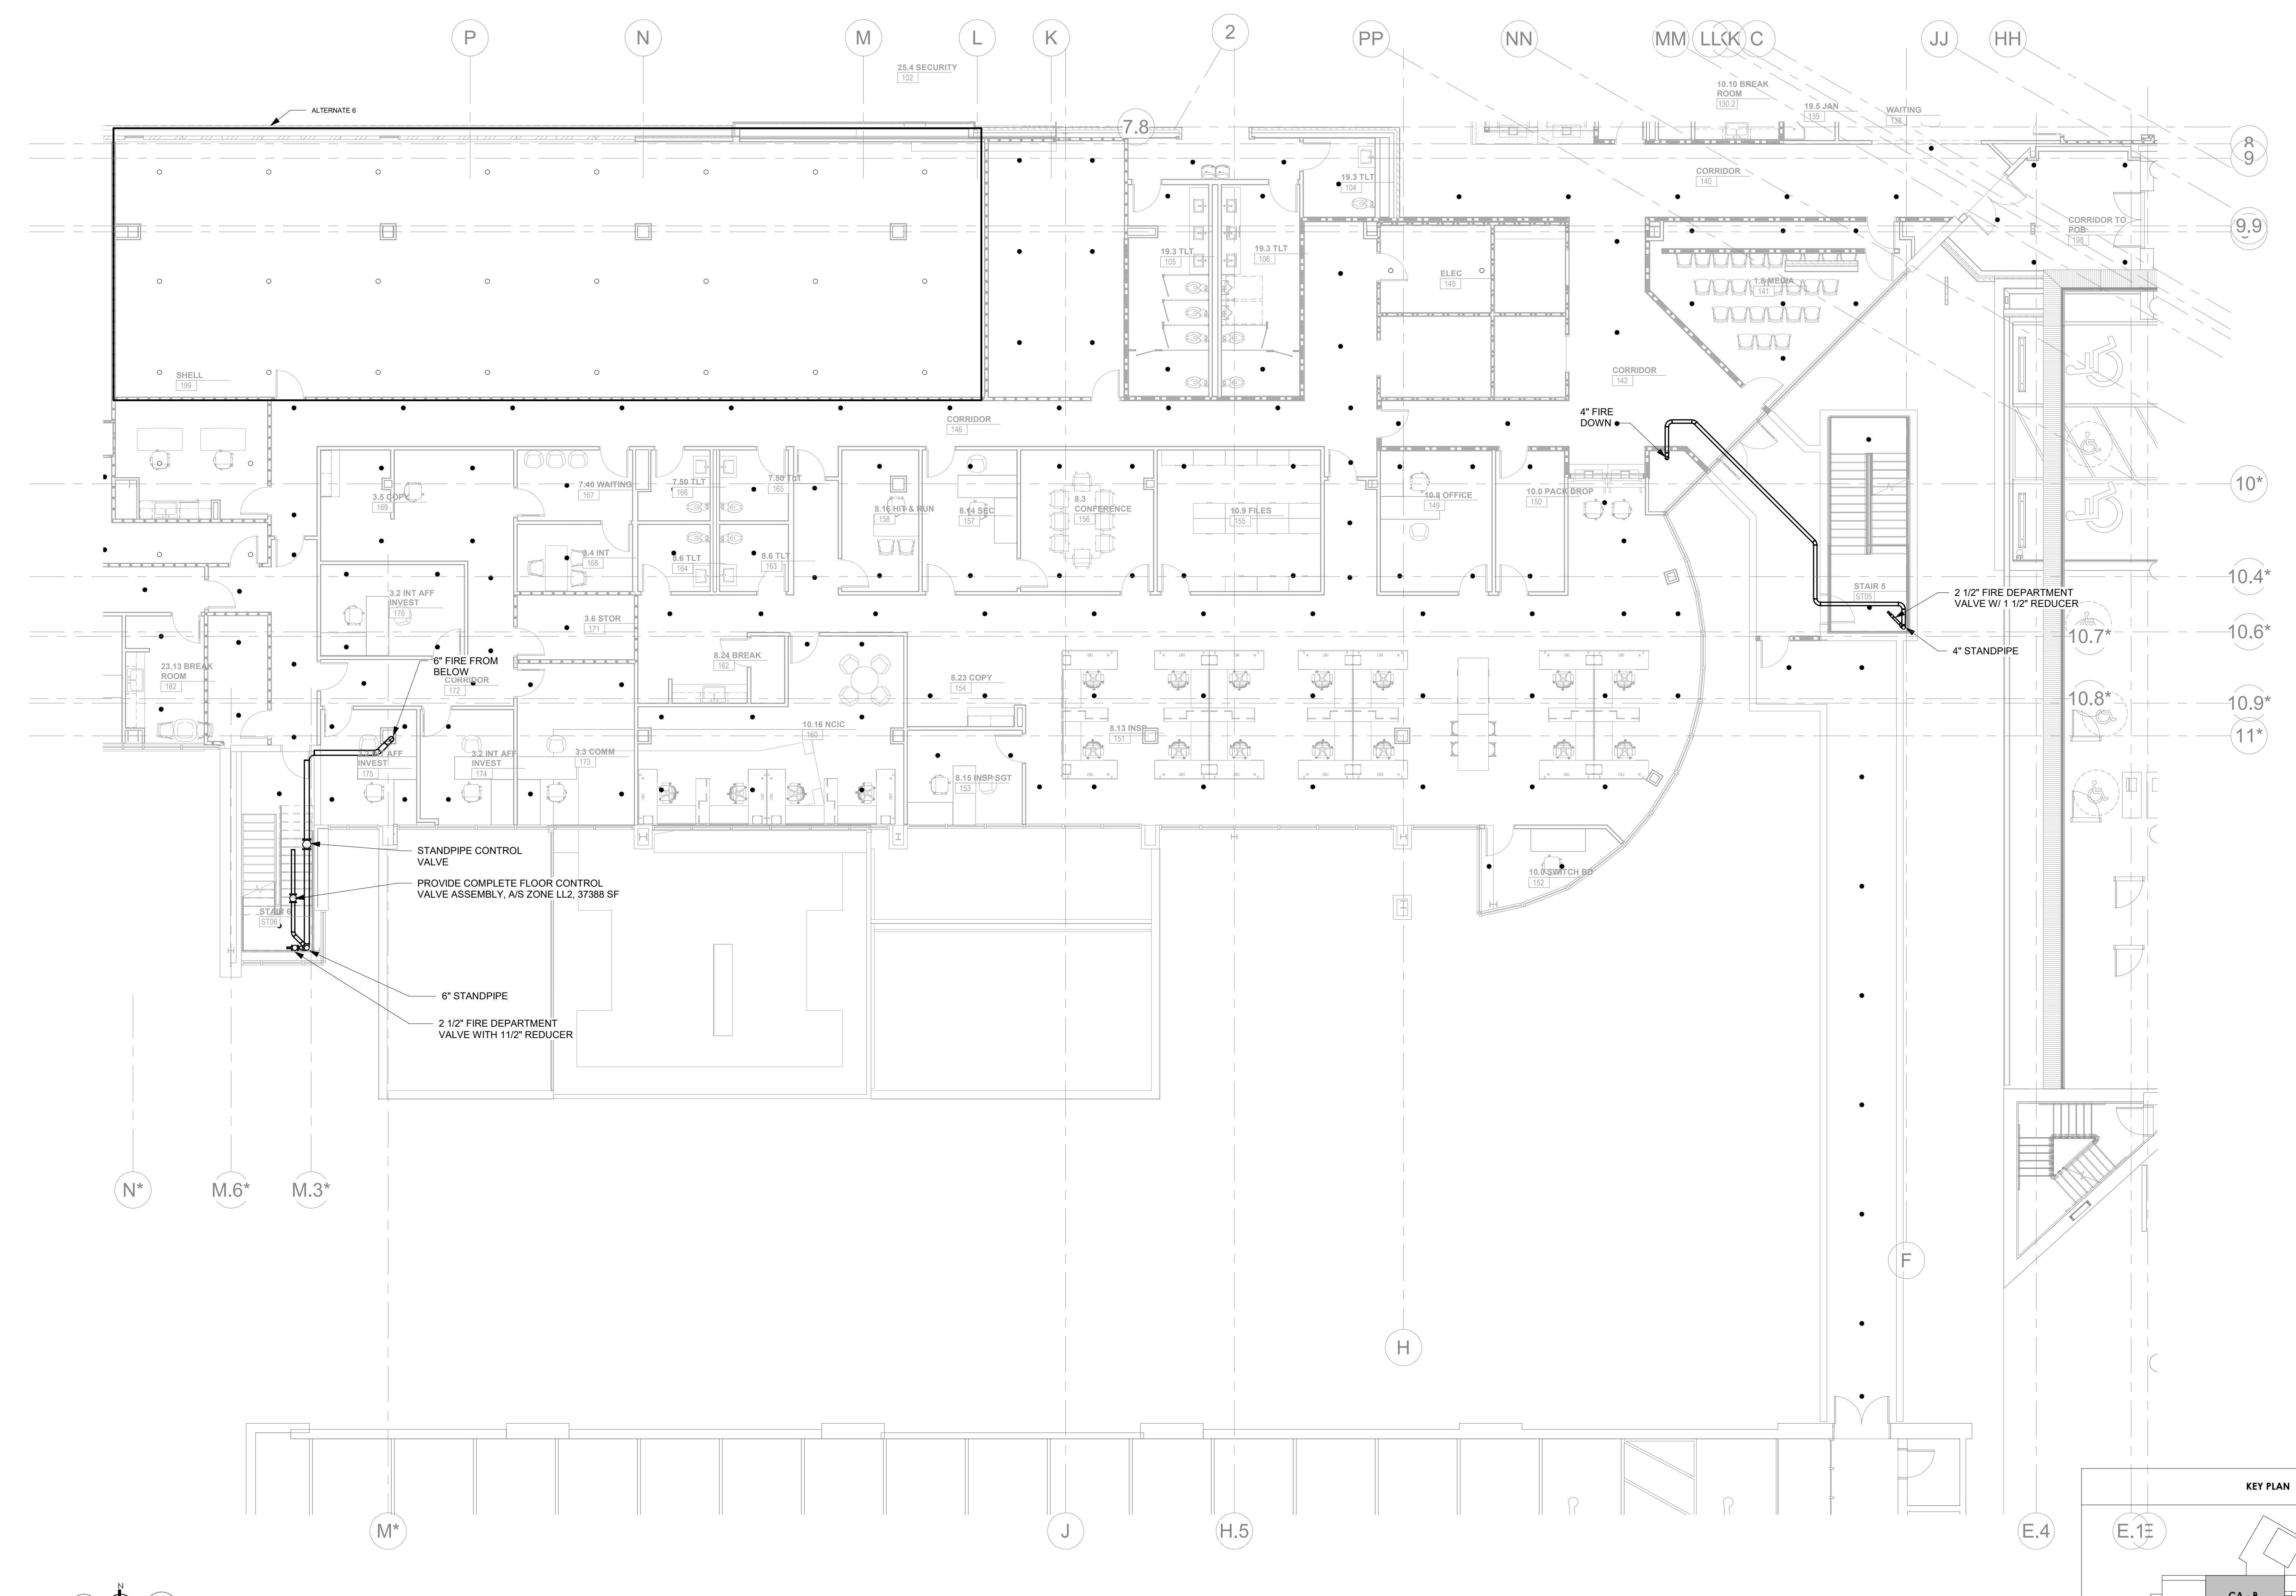 P
N
M
L
K
2
PP
NN
MM
LL
KK
C
JJ
HH
25.4 SECURITY
102
10.10 BREAK
ROOM
130.2
19.5 JAN
139
WAITING
138
ALTERNATE 6
7.8
8
9
CORRIDOR
140
19.3 TLT
104
CORRIDOR TO
POB
198
9.9
19.3 TLT
105
19.3 TLT
106
ELEC
145
1.8 MEDIA
141
SHELL
199
CORRIDOR
142
4" FIRE
DOWN
CORRIDOR
146
3.5 COPY
169
7.40 WAITING
167
7.50 TLT
166
7.50 TLT
165
8.16 HIT & RUN
158
8.14 SEC
157
8.3
CONFERENCE
156
10.9 FILES
155
10.8 OFFICE
149
10.0 PACK DROP
150
10*
3.4 INT
168
8.6 TLT
164
8.6 TLT
163
10.4*
3.2 INT AFF
INVEST
176
STAIR 5
ST05
2 1/2" FIRE DEPARTMENT
VALVE W/ 1 1/2" REDUCER
3.6 STOR
171
10.7*
10.6*
4" STANDPIPE
23.13 BREAK
ROOM
182
6" FIRE FROM
BELOW
CORRIDOR
172
8.24 BREAK
162
8.23 COPY
154
10.8*
10.9*
10.16 NCIC
160
8.13 INSP
151
11*
AFF
INVEST
175
3.2 INT AFF
INVEST
174
3.3 COMM
173
8.15 INSP SGT
153
STANDPIPE CONTROL
VALVE
PROVIDE COMPLETE FLOOR CONTROL
VALVE ASSEMBLY, A/S ZONE LL2, 37388 SF
10.0 SWITCH BD
152
STAIR 6
ST06
6" STANDPIPE
2 1/2" FIRE DEPARTMENT
VALVE WITH 11/2" REDUCER
N*
M.6*
M.3*
F
H
M*
J
H.5
E.4
E.1
E
KEY PLAN
N